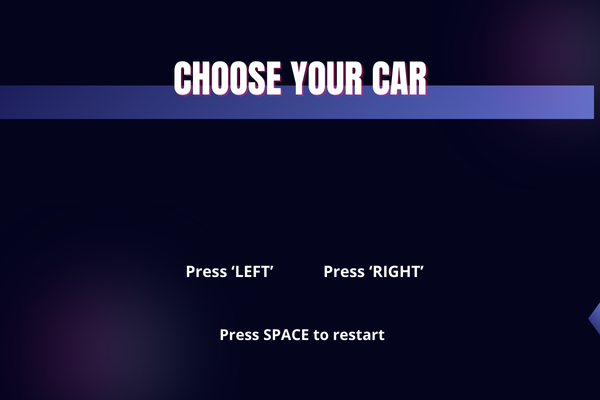 CHOOSE YOUR CAR
Press ‘LEFT’ Press ‘RIGHT’
Press SPACE to restart